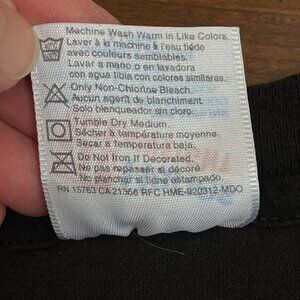 Machine Wash Warm in Like Colors.
Laver à la machine à l'eau tiède
avec couleurs semblables.
Lavar a mano o en lavadora
con agua tibia con colores similares.
Only Non-Chlorine Bleach.
Aucun agent de blanchiment.
Solo blanqueador sin cloro.
Tumble Dry Medium.
Sécher à température moyenne.
Secar a temperatura baja.
Do Not Iron If Decorated.
Ne pas repasser si décoré.
No planchar si tiene estampado.
RN 15763 CA 21356 RFC HME-920312-MDO